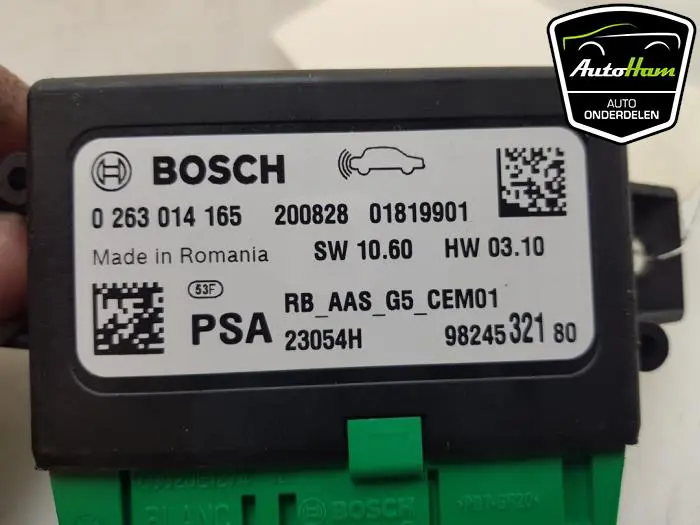 AutoHam
AUTO
ONDERDELEN
BOSCH
0 263 014 165 200828 01819901
Made in Romania SW 10.60 HW 03.10
53F
PSA
RB_AAS_G5_CEM01
23054H 98245 321 80
BLANC
BOSCH